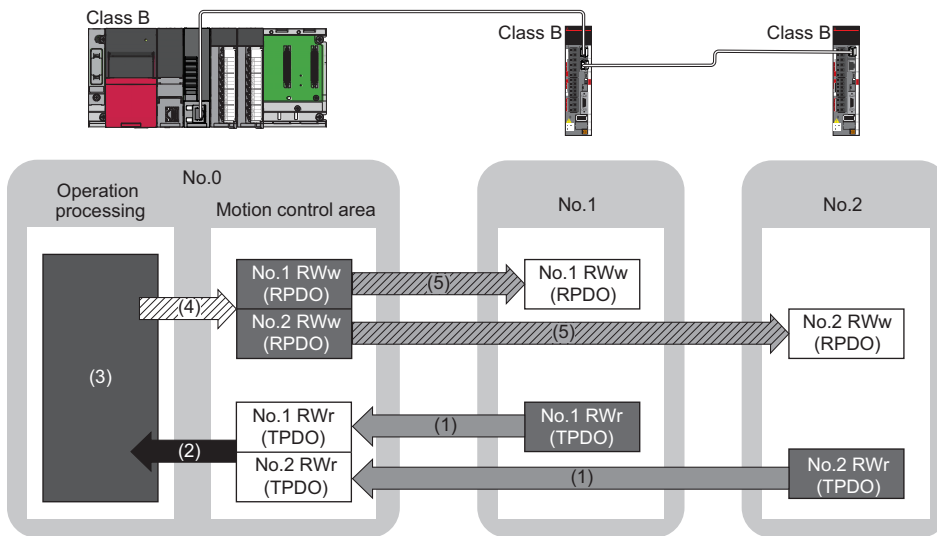 Class B
Class B
Class B
No.0
Operation
processing
Motion control area
No.1
No.2
No.1 RWw
(RPDO)
(5)
No.1 RWw
(RPDO)
(4)
No.2 RWw
(RPDO)
(5)
No.2 RWw
(RPDO)
(3)
No.1 RWr
(TPDO)
(1)
No.1 RWr
(TPDO)
(2)
No.2 RWr
(TPDO)
(1)
No.2 RWr
(TPDO)